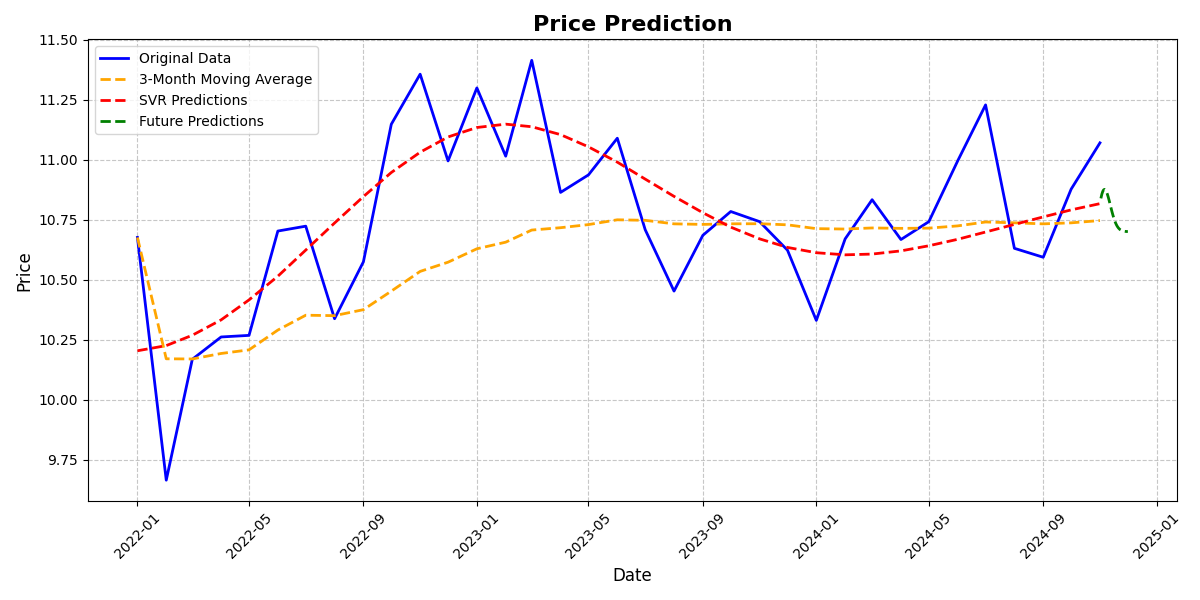 Price Prediction
Original Data
3-Month Moving Average
SVR Predictions
Future Predictions
Price
11.50
11.25
11.00
10.75
10.50
10.25
10.00
9.75
2022-01
2022-05
2022-09
2023-01
2023-05
2023-09
2024-01
2024-05
2024-09
2025-01
Date